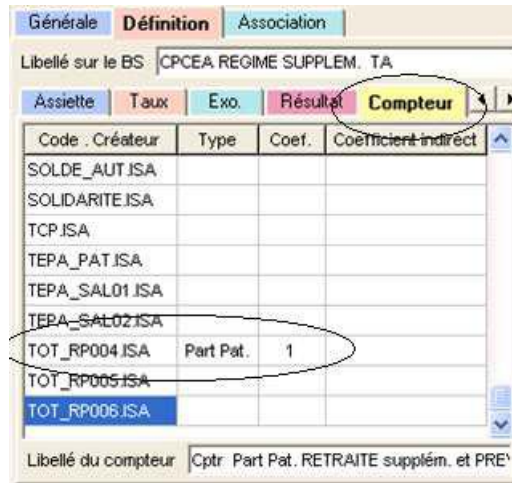 Générale Définition Association
Libellé sur le BS CPCEA REGIME SUPPLEM. TA
Assiette Taux Exo. Résultat Compteur
Code . Créateur Type Coef. Coefficient indirect
SOLDE_AUT.ISA
SOLIDARITE.ISA
TCP.ISA
TEPA_PAT.ISA
TEPA_SAL01.ISA
TEPA_SAL02.ISA
TOT_RP004.ISA Part Pat. 1
TOT_RP005.ISA
TOT_RP006.ISA
Libellé du compteur Cptr Part Pat. RETRAITE supplém. et PREV